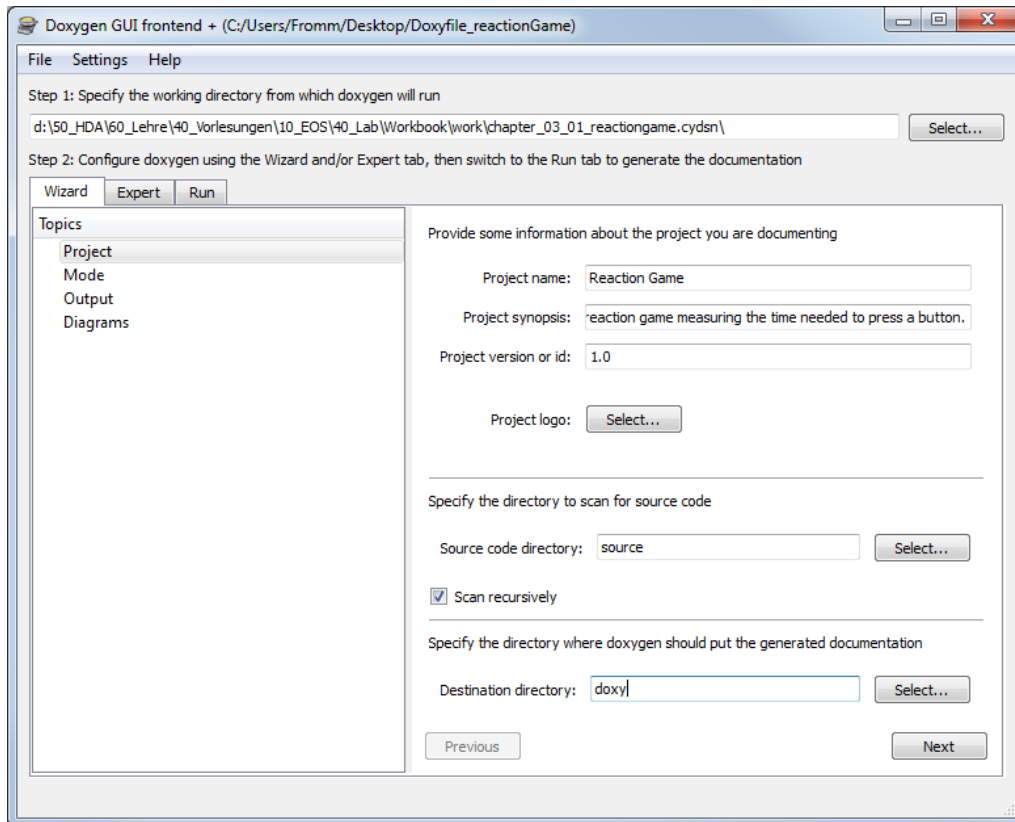 Doxygen GUI frontend + (C:/Users/Fromm/Desktop/Doxyfile_reactionGame)
File Settings Help
Step 1: Specify the working directory from which doxygen will run
d:\50_HDA\60_Lehre\40_Vorlesungen\10_EOS\40_Lab\Workbook\work\chapter_03_01_reactiongame.cydsn\ Select...
Step 2: Configure doxygen using the Wizard and/or Expert tab, then switch to the Run tab to generate the documentation
Wizard Expert Run
Topics
Project
Mode
Output
Diagrams
Provide some information about the project you are documenting
Project name: Reaction Game
Project synopsis: reaction game measuring the time needed to press a button.
Project version or id: 1.0
Project logo: Select...
Specify the directory to scan for source code
Source code directory: source Select...
Scan recursively
Specify the directory where doxygen should put the generated documentation
Destination directory: doxy Select...
Previous Next